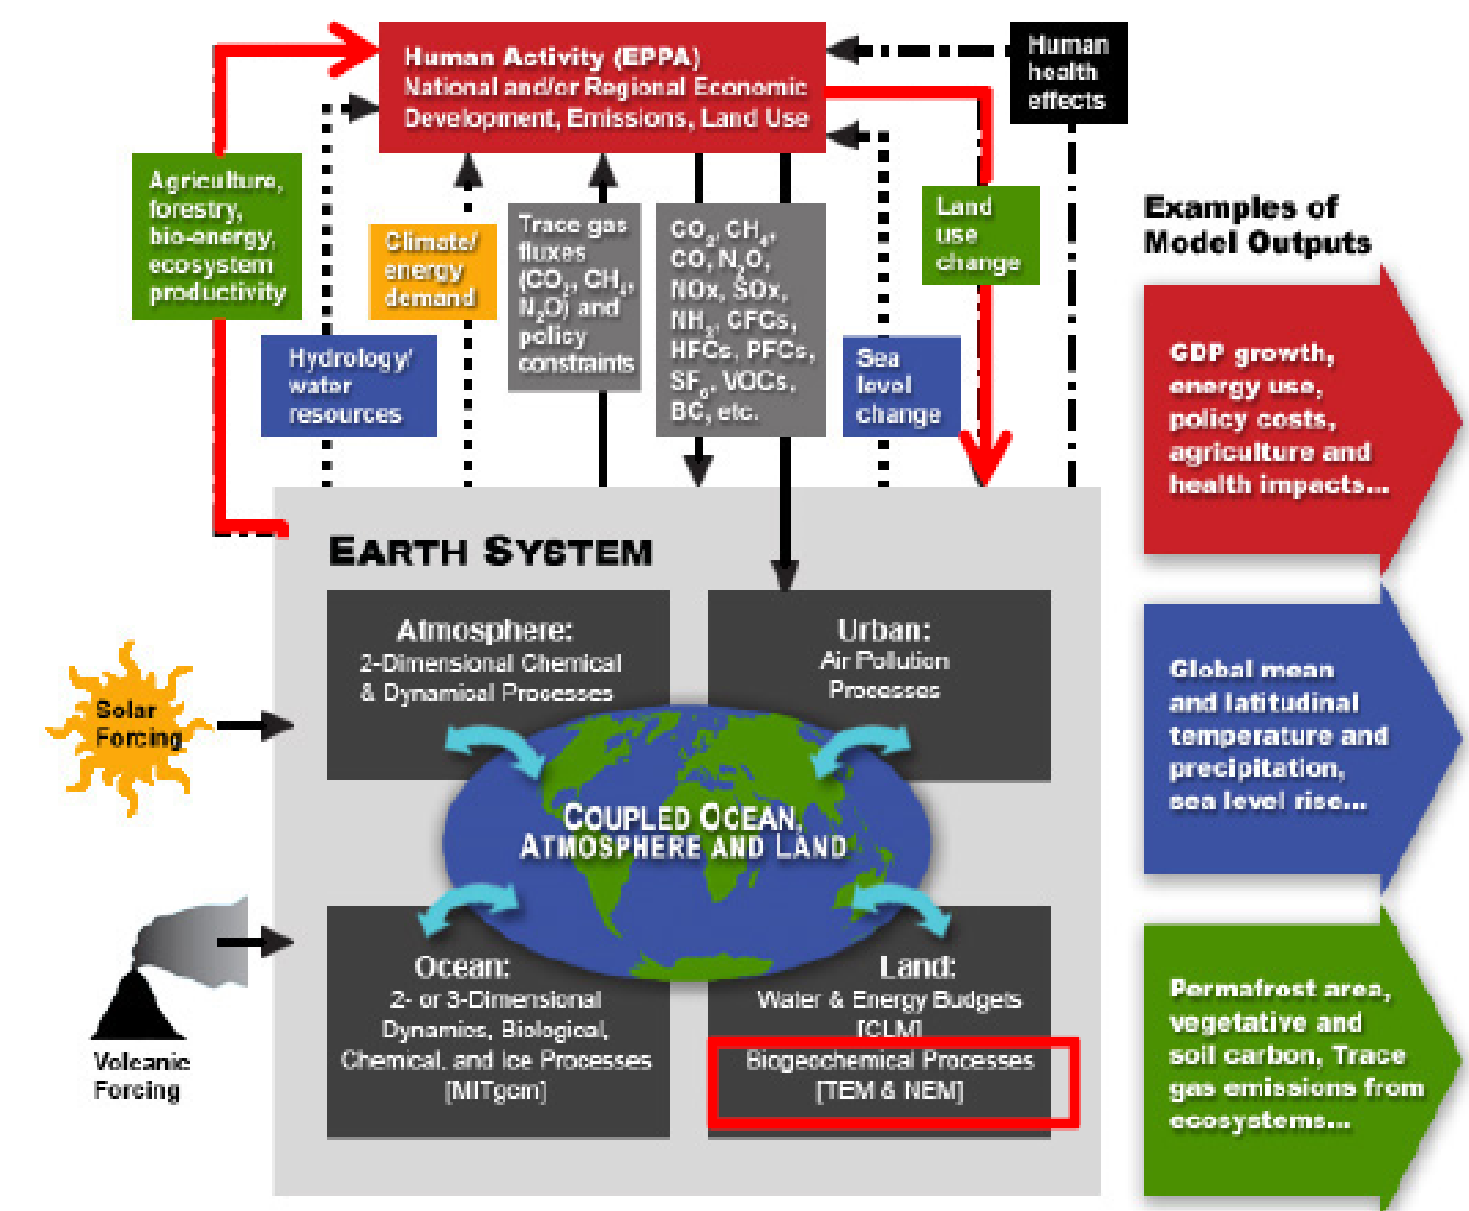 Human Activity (EPPA)
National and/or Regional Economic
Development, Emissions, Land Use
Human
health
effects
Agriculture,
forestry,
bio-energy,
ecosystem
productivity
Hydrology/
water
resources
Climate/
energy
demand
Trace gas
fluxes
(CO₂, CH₄,
N₂O) and
policy
constraints
CO₂, CH₄,
CO, N₂O,
NOx, SOx,
NH₃, CFCs,
HFCs, PFCs,
SF₆, VOCs,
BC, etc.
Sea
level
change
Land
use
change
Examples of
Model Outputs
GDP growth,
energy use,
policy costs,
agriculture and
health impacts...
Global mean
and latitudinal
temperature and
precipitation,
sea level rise...
Permafrost area,
vegetative and
soil carbon, Trace
gas emissions from
ecosystems...
EARTH SYSTEM
Atmosphere:
2-Dimensional Chemical
& Dynamical Processes
Urban:
Air Pollution
Processes
Solar
Forcing
COUPLED OCEAN,
ATMOSPHERE AND LAND
Volcanic
Forcing
Ocean:
2- or 3-Dimensional
Dynamics, Biological,
Chemical, and Ice Processes
[MITgcm]
Land:
Water & Energy Budgets
[CLM]
Biogeochemical Processes
[TEM & NEM]